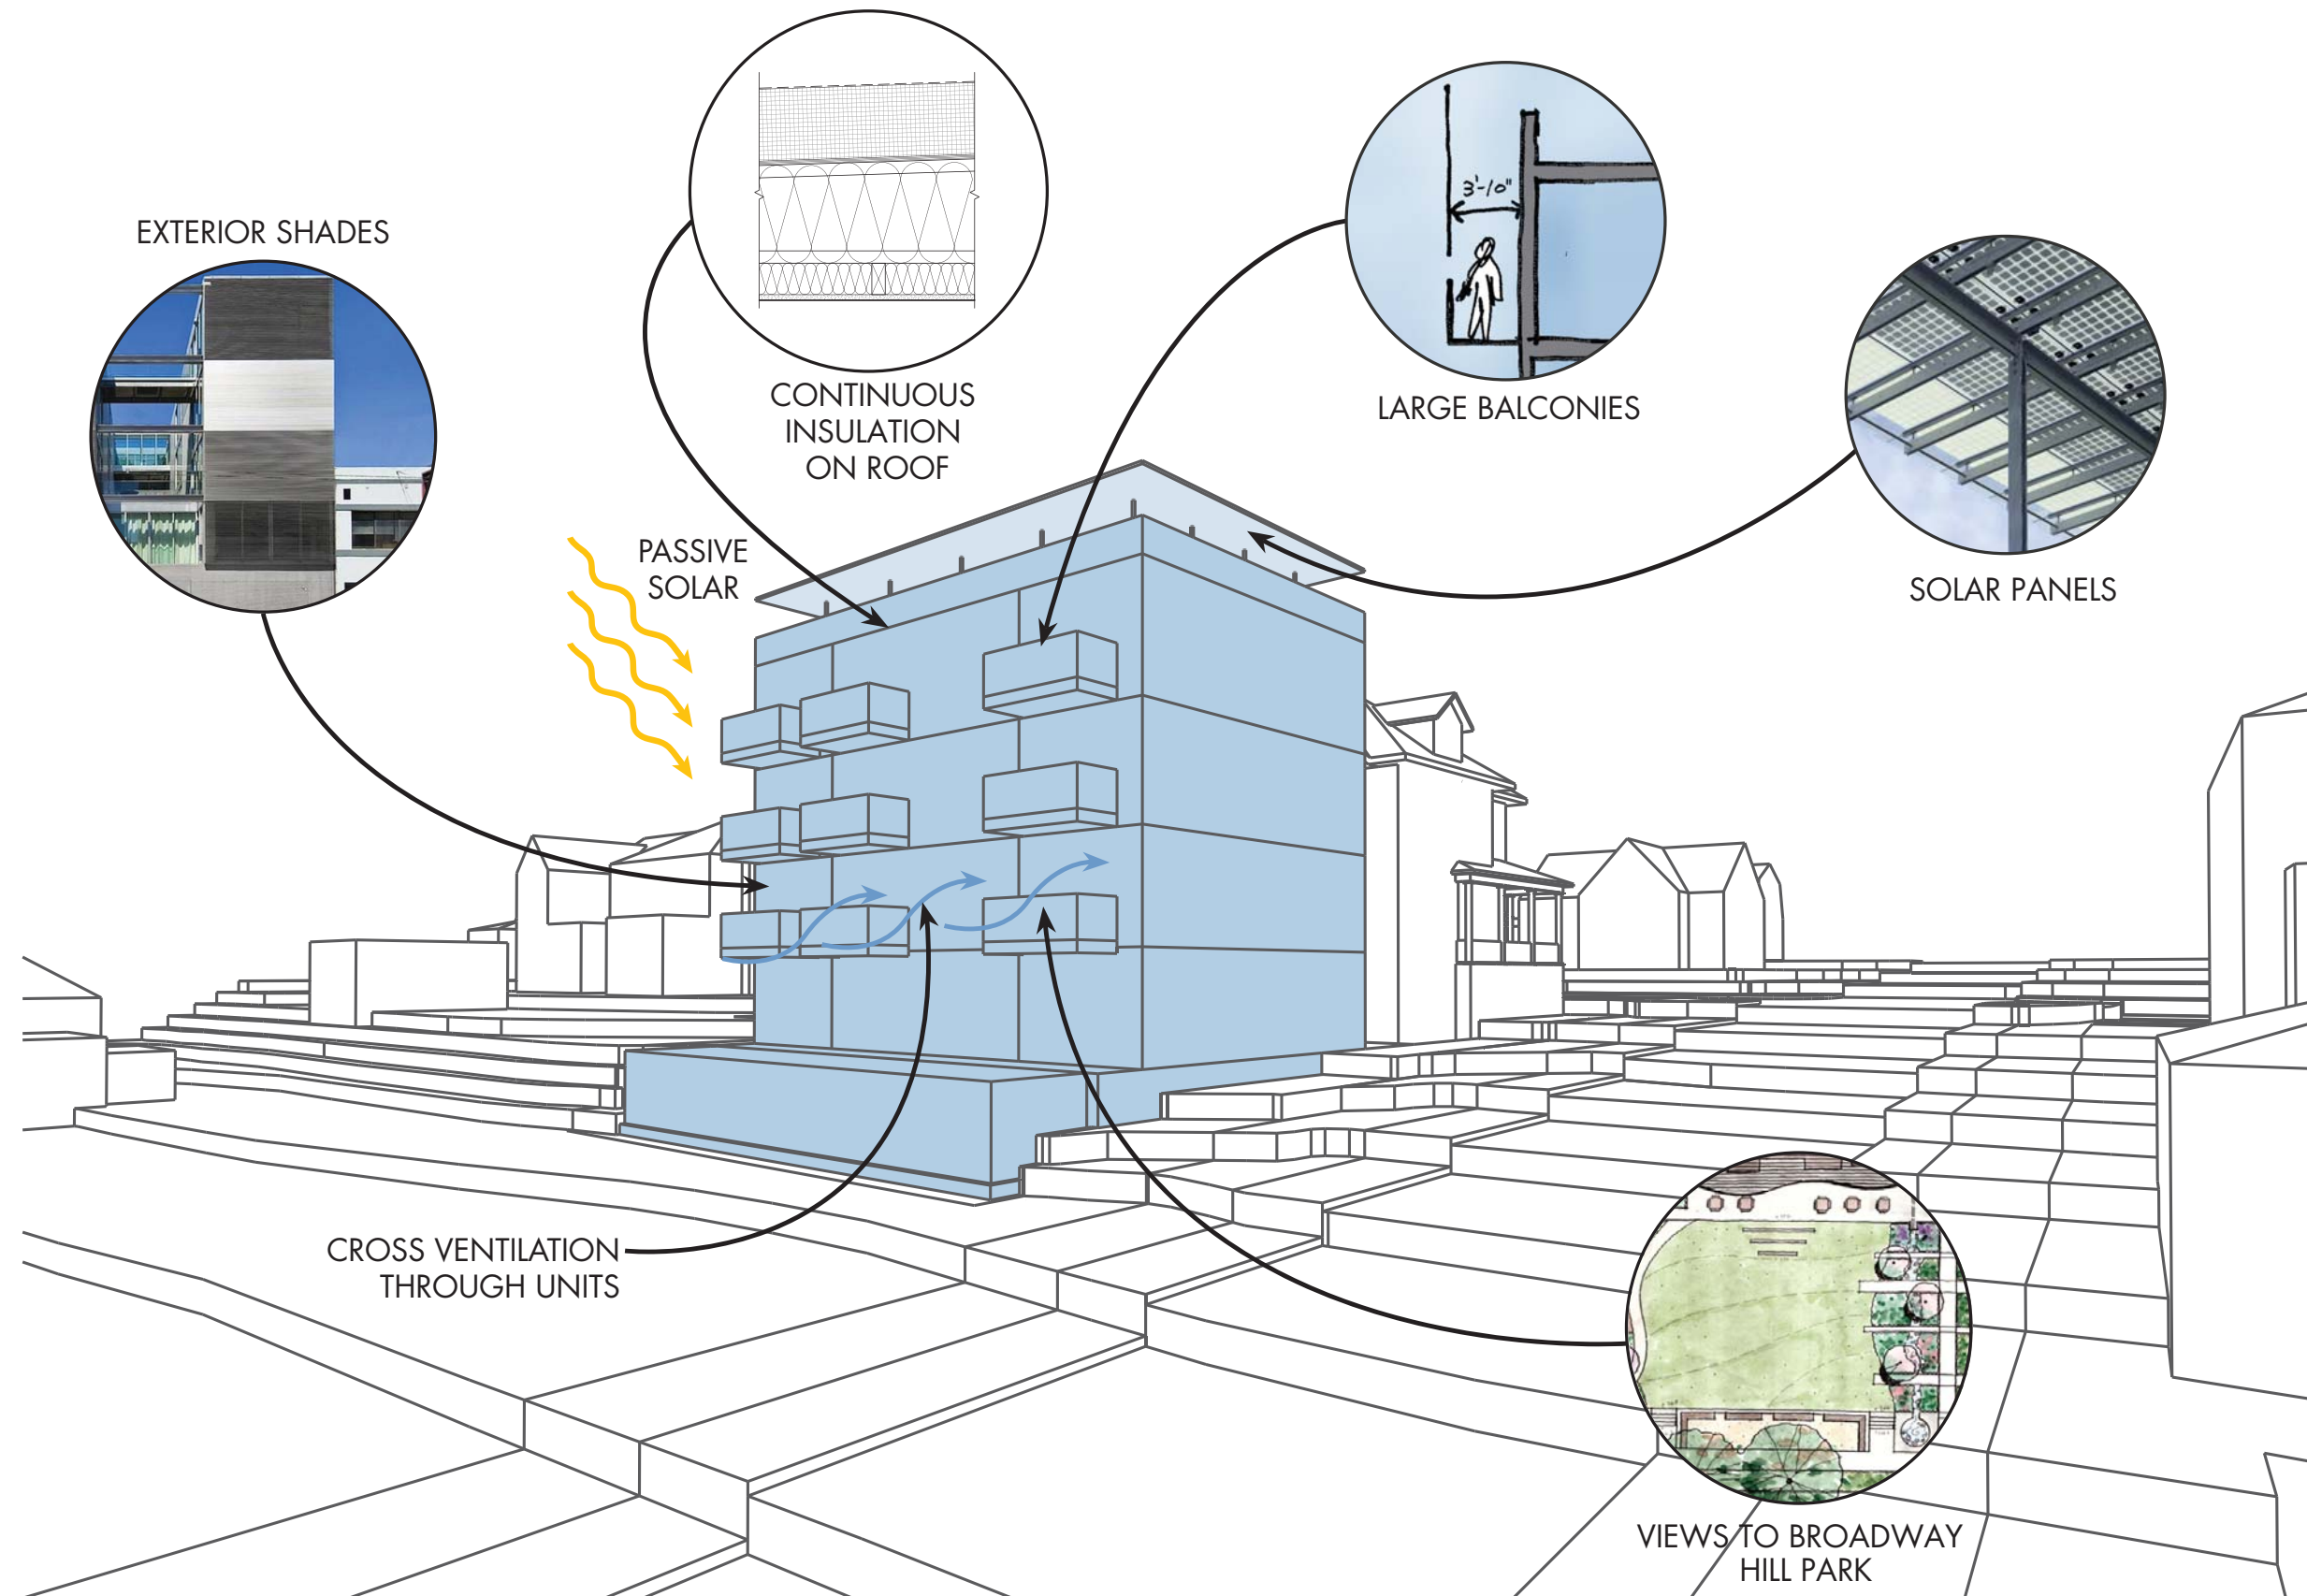 EXTERIOR SHADES
CONTINUOUS
INSULATION
ON ROOF
3'-10"
LARGE BALCONIES
SOLAR PANELS
PASSIVE
SOLAR
CROSS VENTILATION
THROUGH UNITS
VIEWS TO BROADWAY
HILL PARK